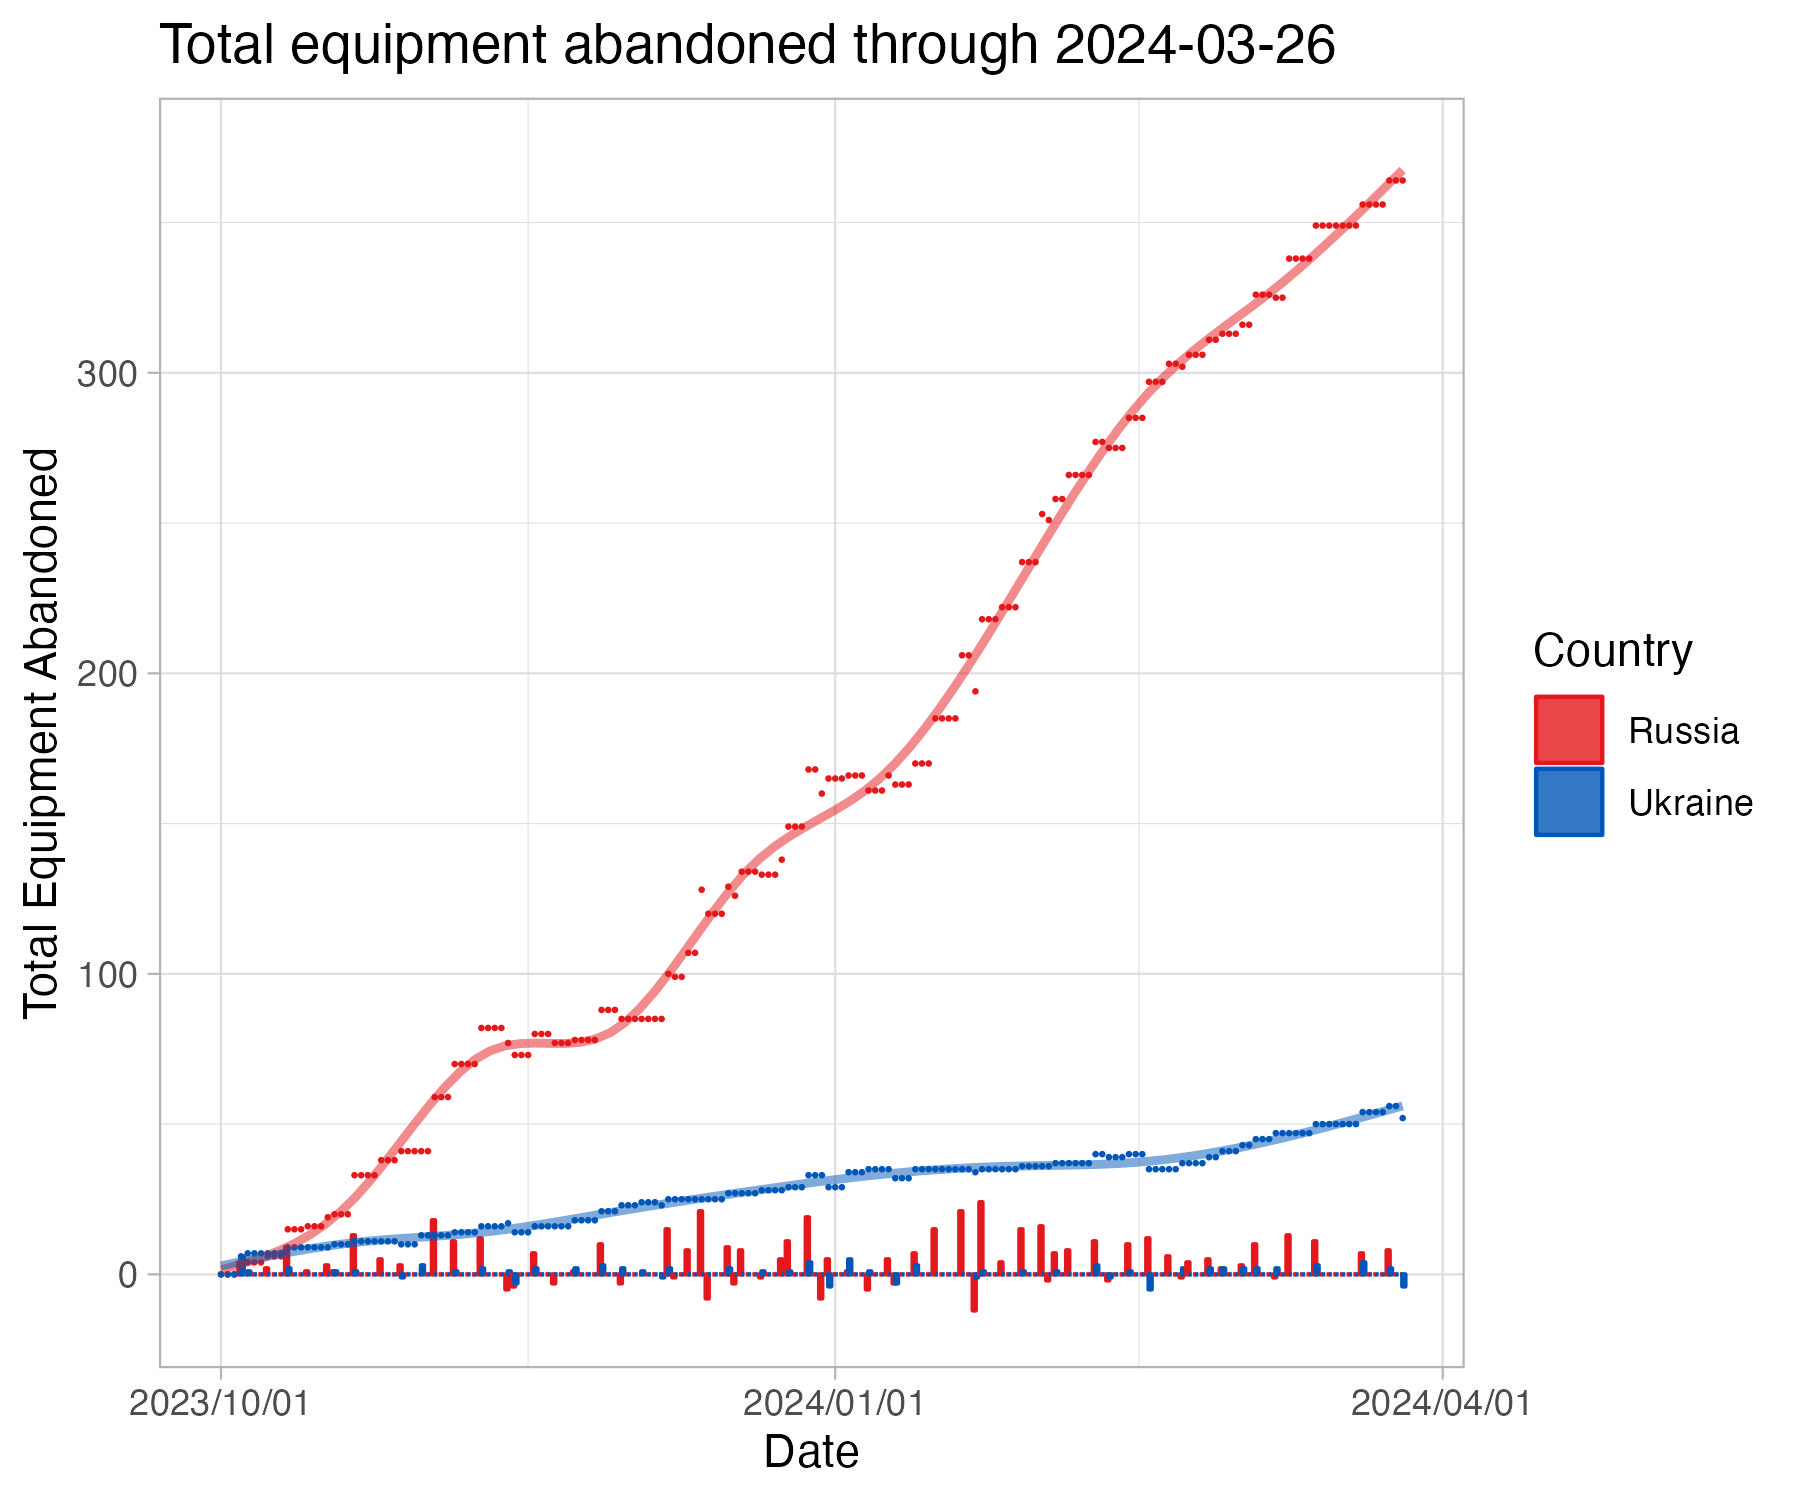 Total equipment abandoned through 2024-03-26
Total Equipment Abandoned
300
200
100
0
2023/10/01
2024/01/01
2024/04/01
Date
Country
Russia
Ukraine